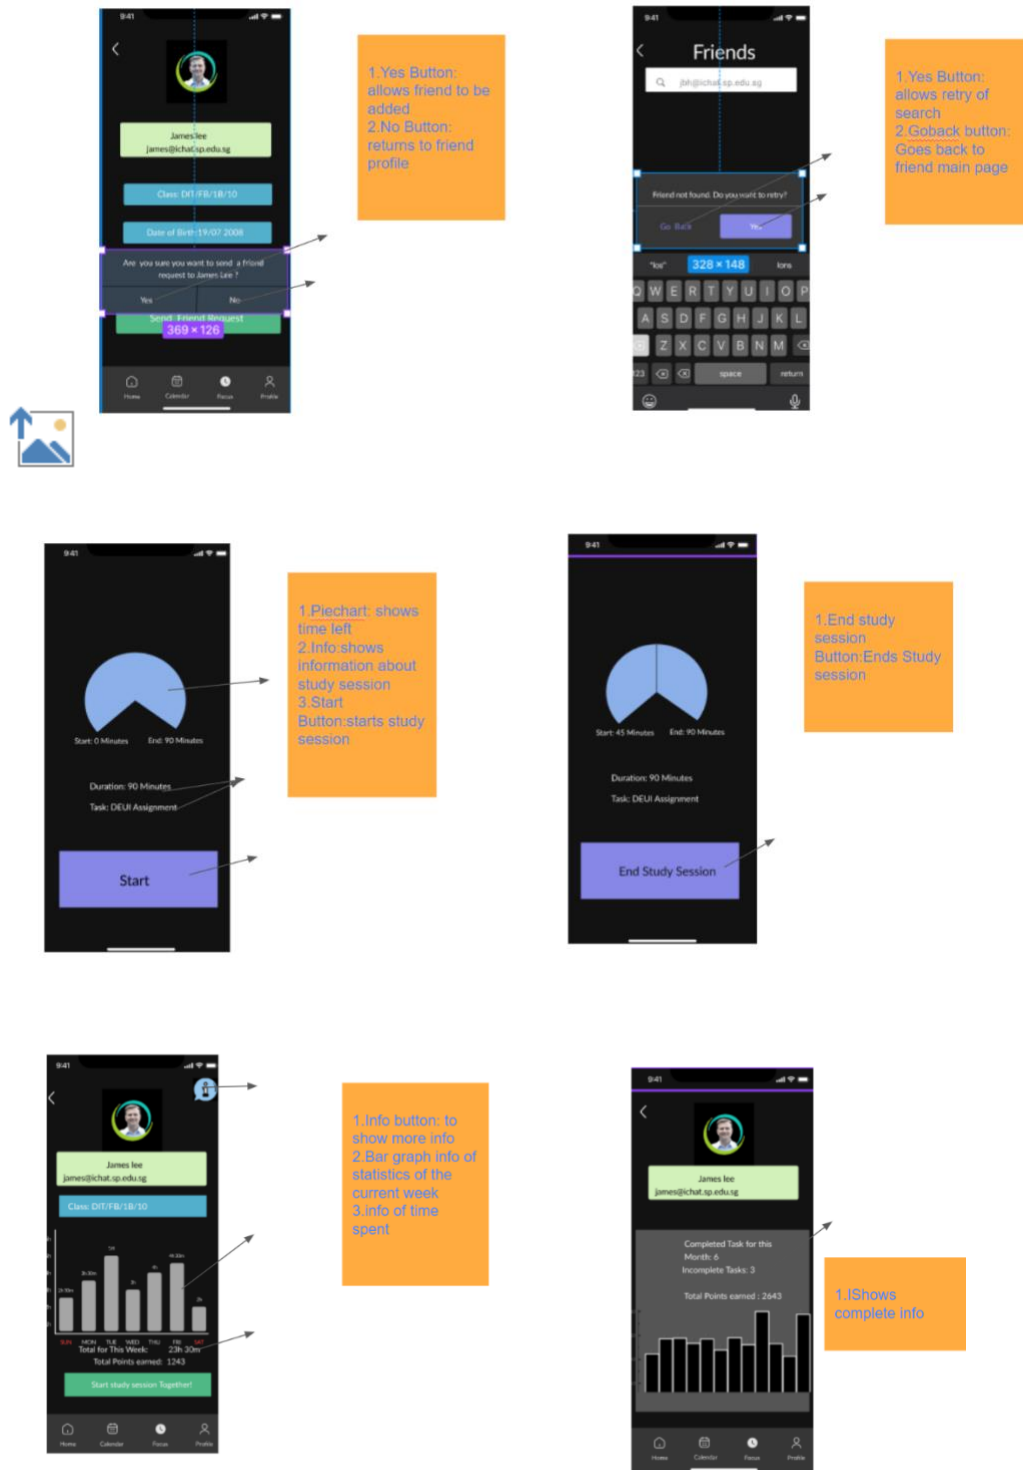 9:41
James lee
james@ichat.sp.edu.sg
Class: DIT/FB/1B/10
Date of Birth:19/07 2008
Are you sure you want to send a friend
request to James Lee ?
Yes
No
Send Friend Request
369 × 126
Home
Calendar
Focus
Profile
1.Yes Button:
allows friend to be
added
2.No Button:
returns to friend
profile
9:41
Friends
jbh@ichat.sp.edu.sg
Friend not found. Do you want to retry?
Go Back
Yes
328 × 148
Q W E R T Y U I O P
A S D F G H J K L
Z X C V B N M
123
space
return
1.Yes Button:
allows retry of
search
2.Goback button:
Goes back to
friend main page
9:41
Start: 0 Minutes
End: 90 Minutes
Duration: 90 Minutes
Task: DEUI Assignment
Start
1.Piechart: shows
time left
2.Info:shows
information about
study session
3.Start
Button:starts study
session
9:41
Start: 45 Minutes
End: 90 Minutes
Duration: 90 Minutes
Task: DEUI Assignment
End Study Session
1.End study
session
Button:Ends Study
session
9:41
James lee
james@ichat.sp.edu.sg
Class: DIT/FB/1B/10
SUN MON TUE WED THU FRI SAT
Total for This Week: 23h 30m
Total Points earned: 1243
Start study session Together!
Home
Calendar
Focus
Profile
1.Info button: to
show more info
2.Bar graph info of
statistics of the
current week
3.info of time
spent
9:41
James lee
james@ichat.sp.edu.sg
Completed Task for this
Month: 6
Incomplete Tasks: 3
Total Points earned : 2643
Home
Calendar
Focus
Profile
1.IShows
complete info